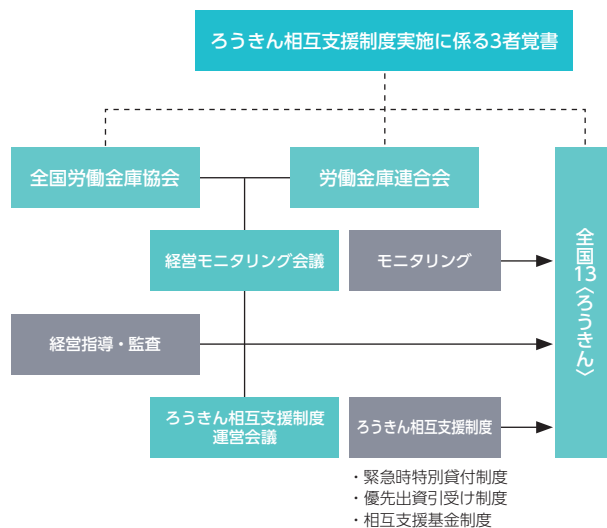 ろうきん相互支援制度実施に係る3者覚書
全国労働金庫協会
労働金庫連合会
経営モニタリング会議
モニタリング
経営指導・監査
ろうきん相互支援制度
運営会議
ろうきん相互支援制度
・緊急時特別貸付制度
・優先出資引受け制度
・相互支援基金制度
全国13〈ろうきん〉